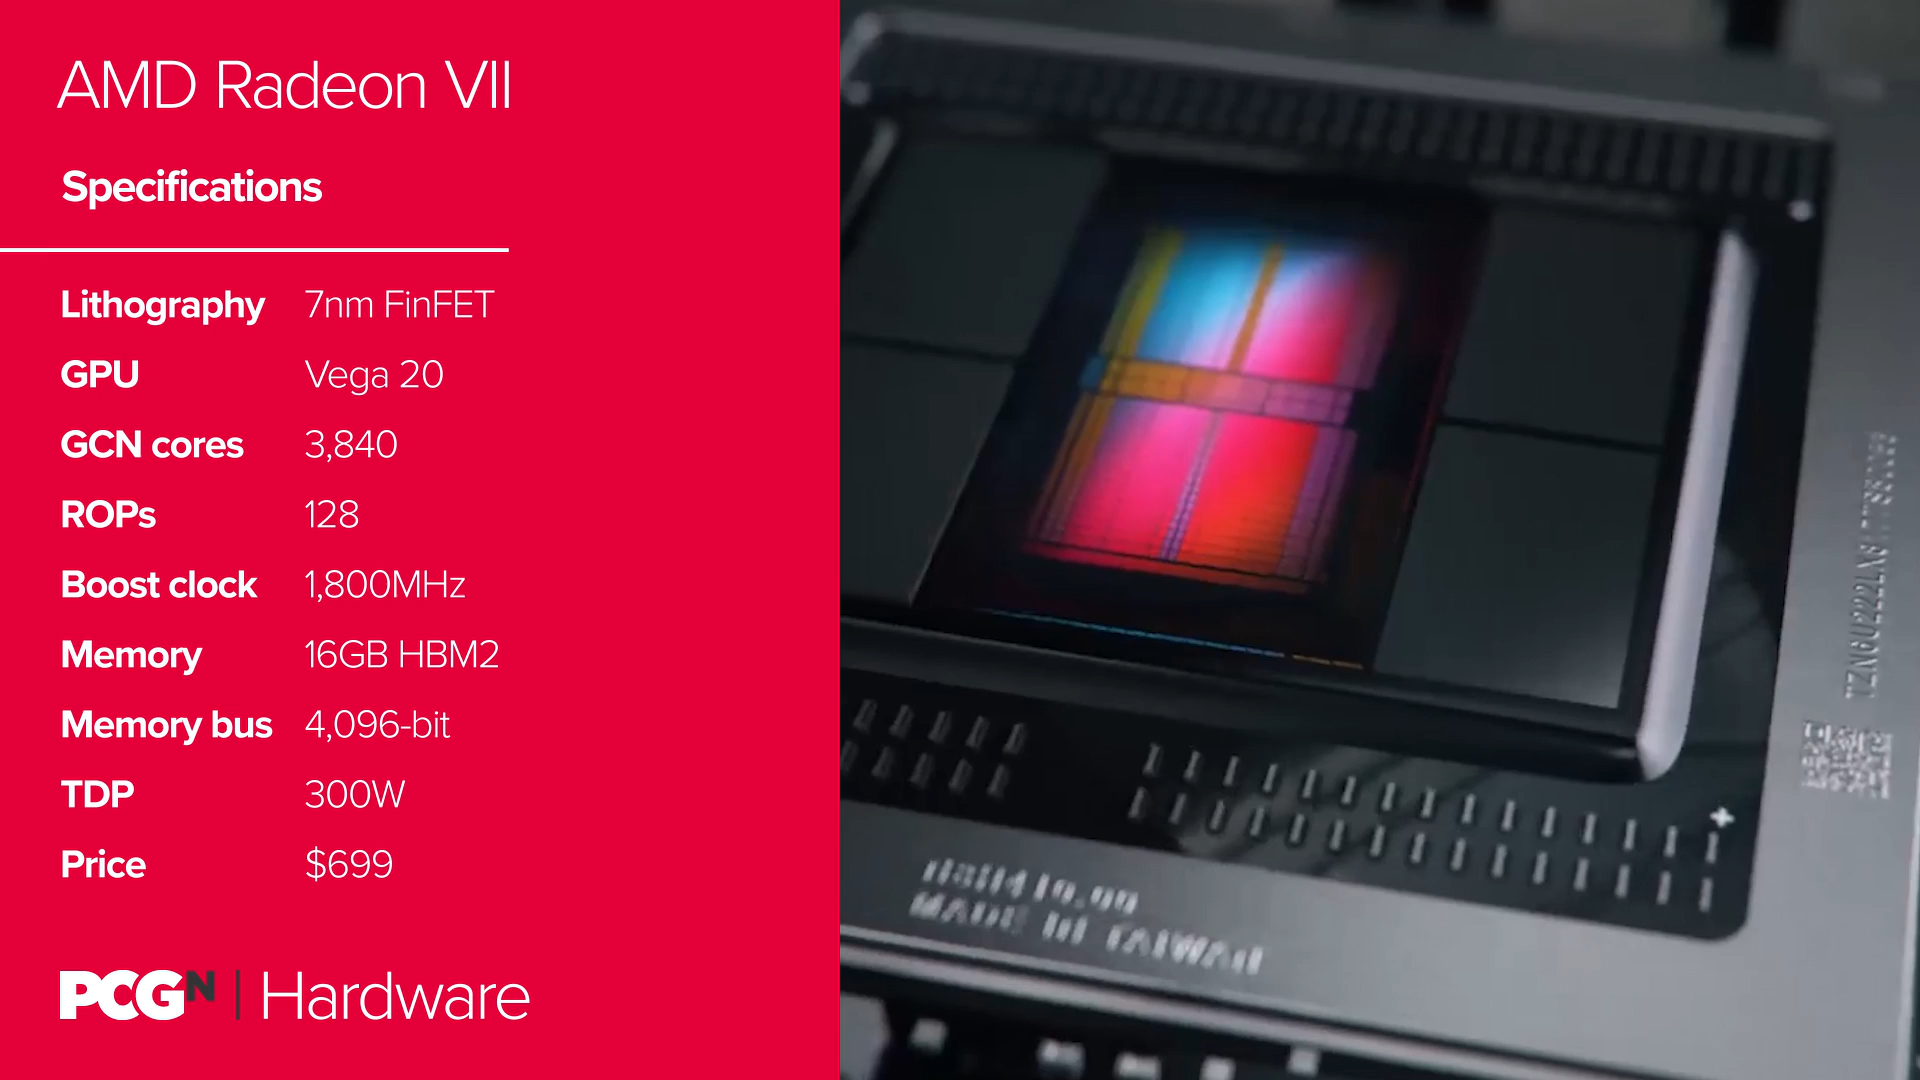 AMD Radeon VII
Specifications
Lithography 7nm FinFET
GPU Vega 20
GCN cores 3,840
ROPs 128
Boost clock 1,800MHz
Memory 16GB HBM2
Memory bus 4,096-bit
TDP 300W
Price $699
PCGN | Hardware
MADE IN TAIWAN